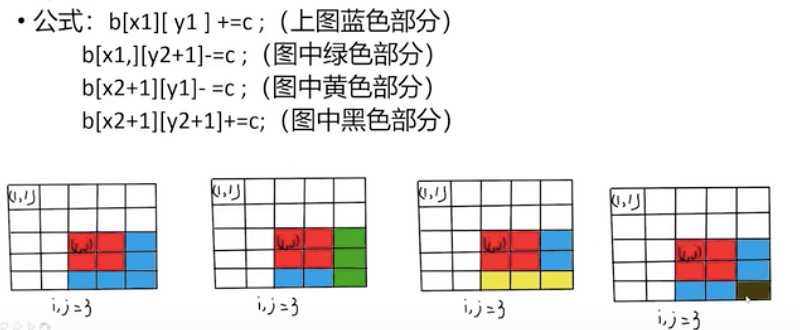 • 公式：b[x1][ y1 ] +=c ;（上图蓝色部分）
b[x1,][y2+1]-=c ;（图中绿色部分）
b[x2+1][y1]- =c ;（图中黄色部分）
b[x2+1][y2+1]+=c;（图中黑色部分）
(1,1) (1,1) (1,1) (1,1)
(i,j) (i,j) (i,j) (i,j)
i,j=3 i,j=3 i,j=3 i,j=3